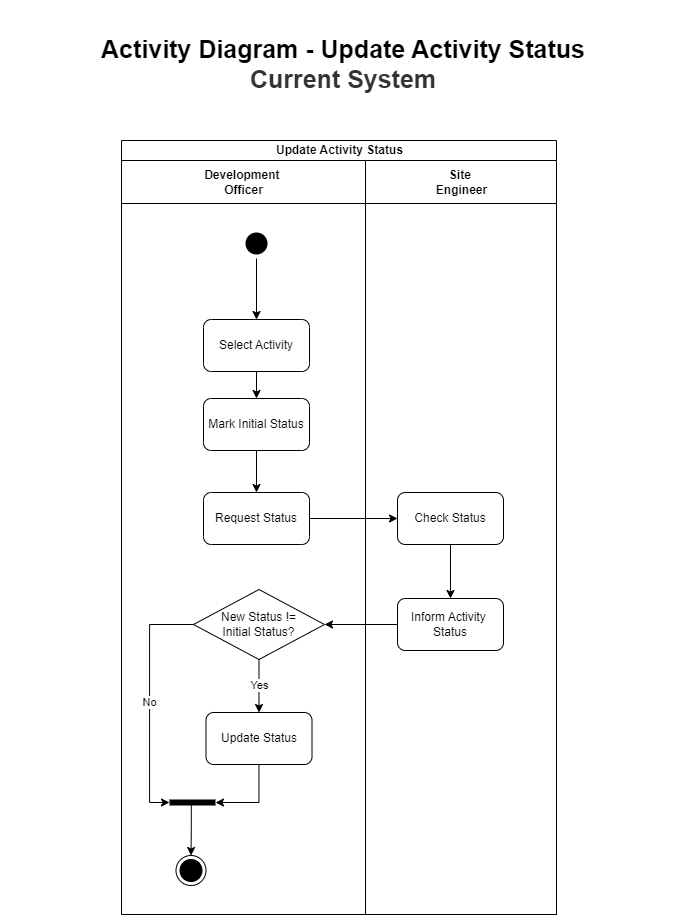 Activity Diagram - Update Activity Status
Current System
Update Activity Status
Development
Officer
Site
Engineer
Select Activity
Mark Initial Status
Request Status
Check Status
New Status !=
Initial Status?
Inform Activity
Status
Yes
No
Update Status